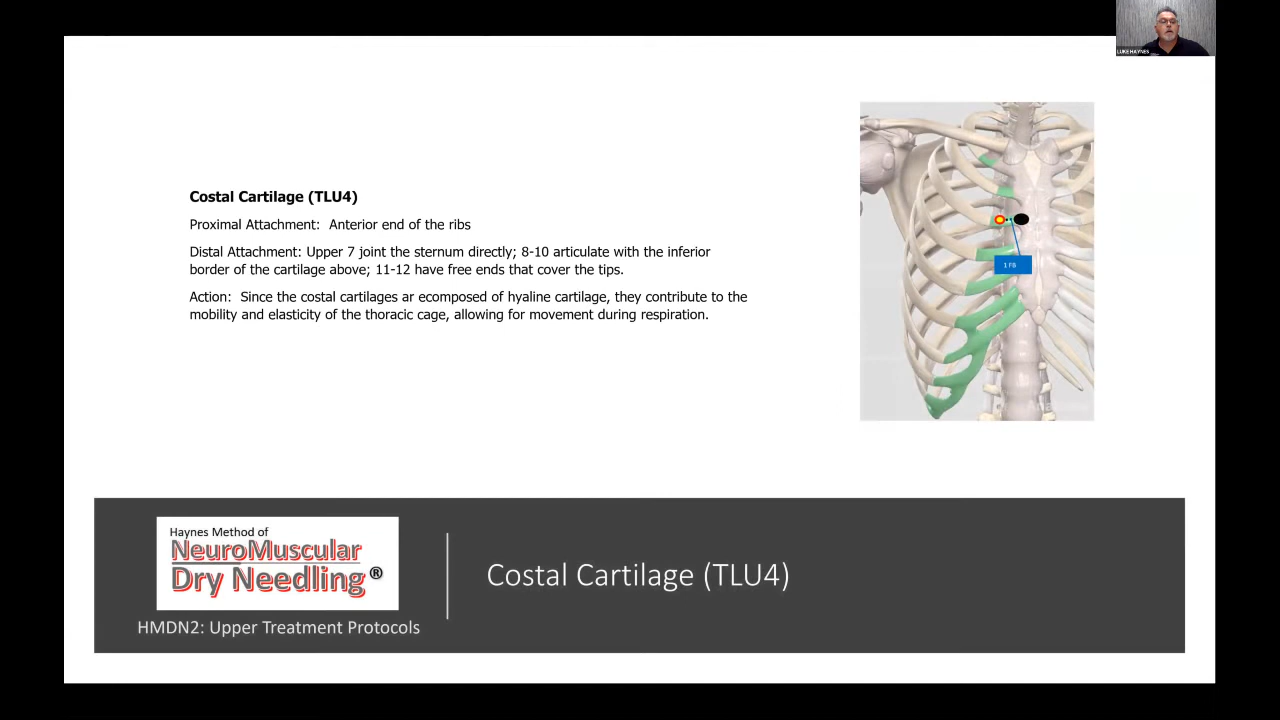 LUKE HAYNES
Costal Cartilage (TLU4)
Proximal Attachment: Anterior end of the ribs
Distal Attachment: Upper 7 joint the sternum directly; 8-10 articulate with the inferior
border of the cartilage above; 11-12 have free ends that cover the tips.
Action: Since the costal cartilages ar ecomposed of hyaline cartilage, they contribute to the
mobility and elasticity of the thoracic cage, allowing for movement during respiration.
1 FB
Haynes Method of
NeuroMuscular
Dry Needling®
HMDN2: Upper Treatment Protocols
Costal Cartilage (TLU4)